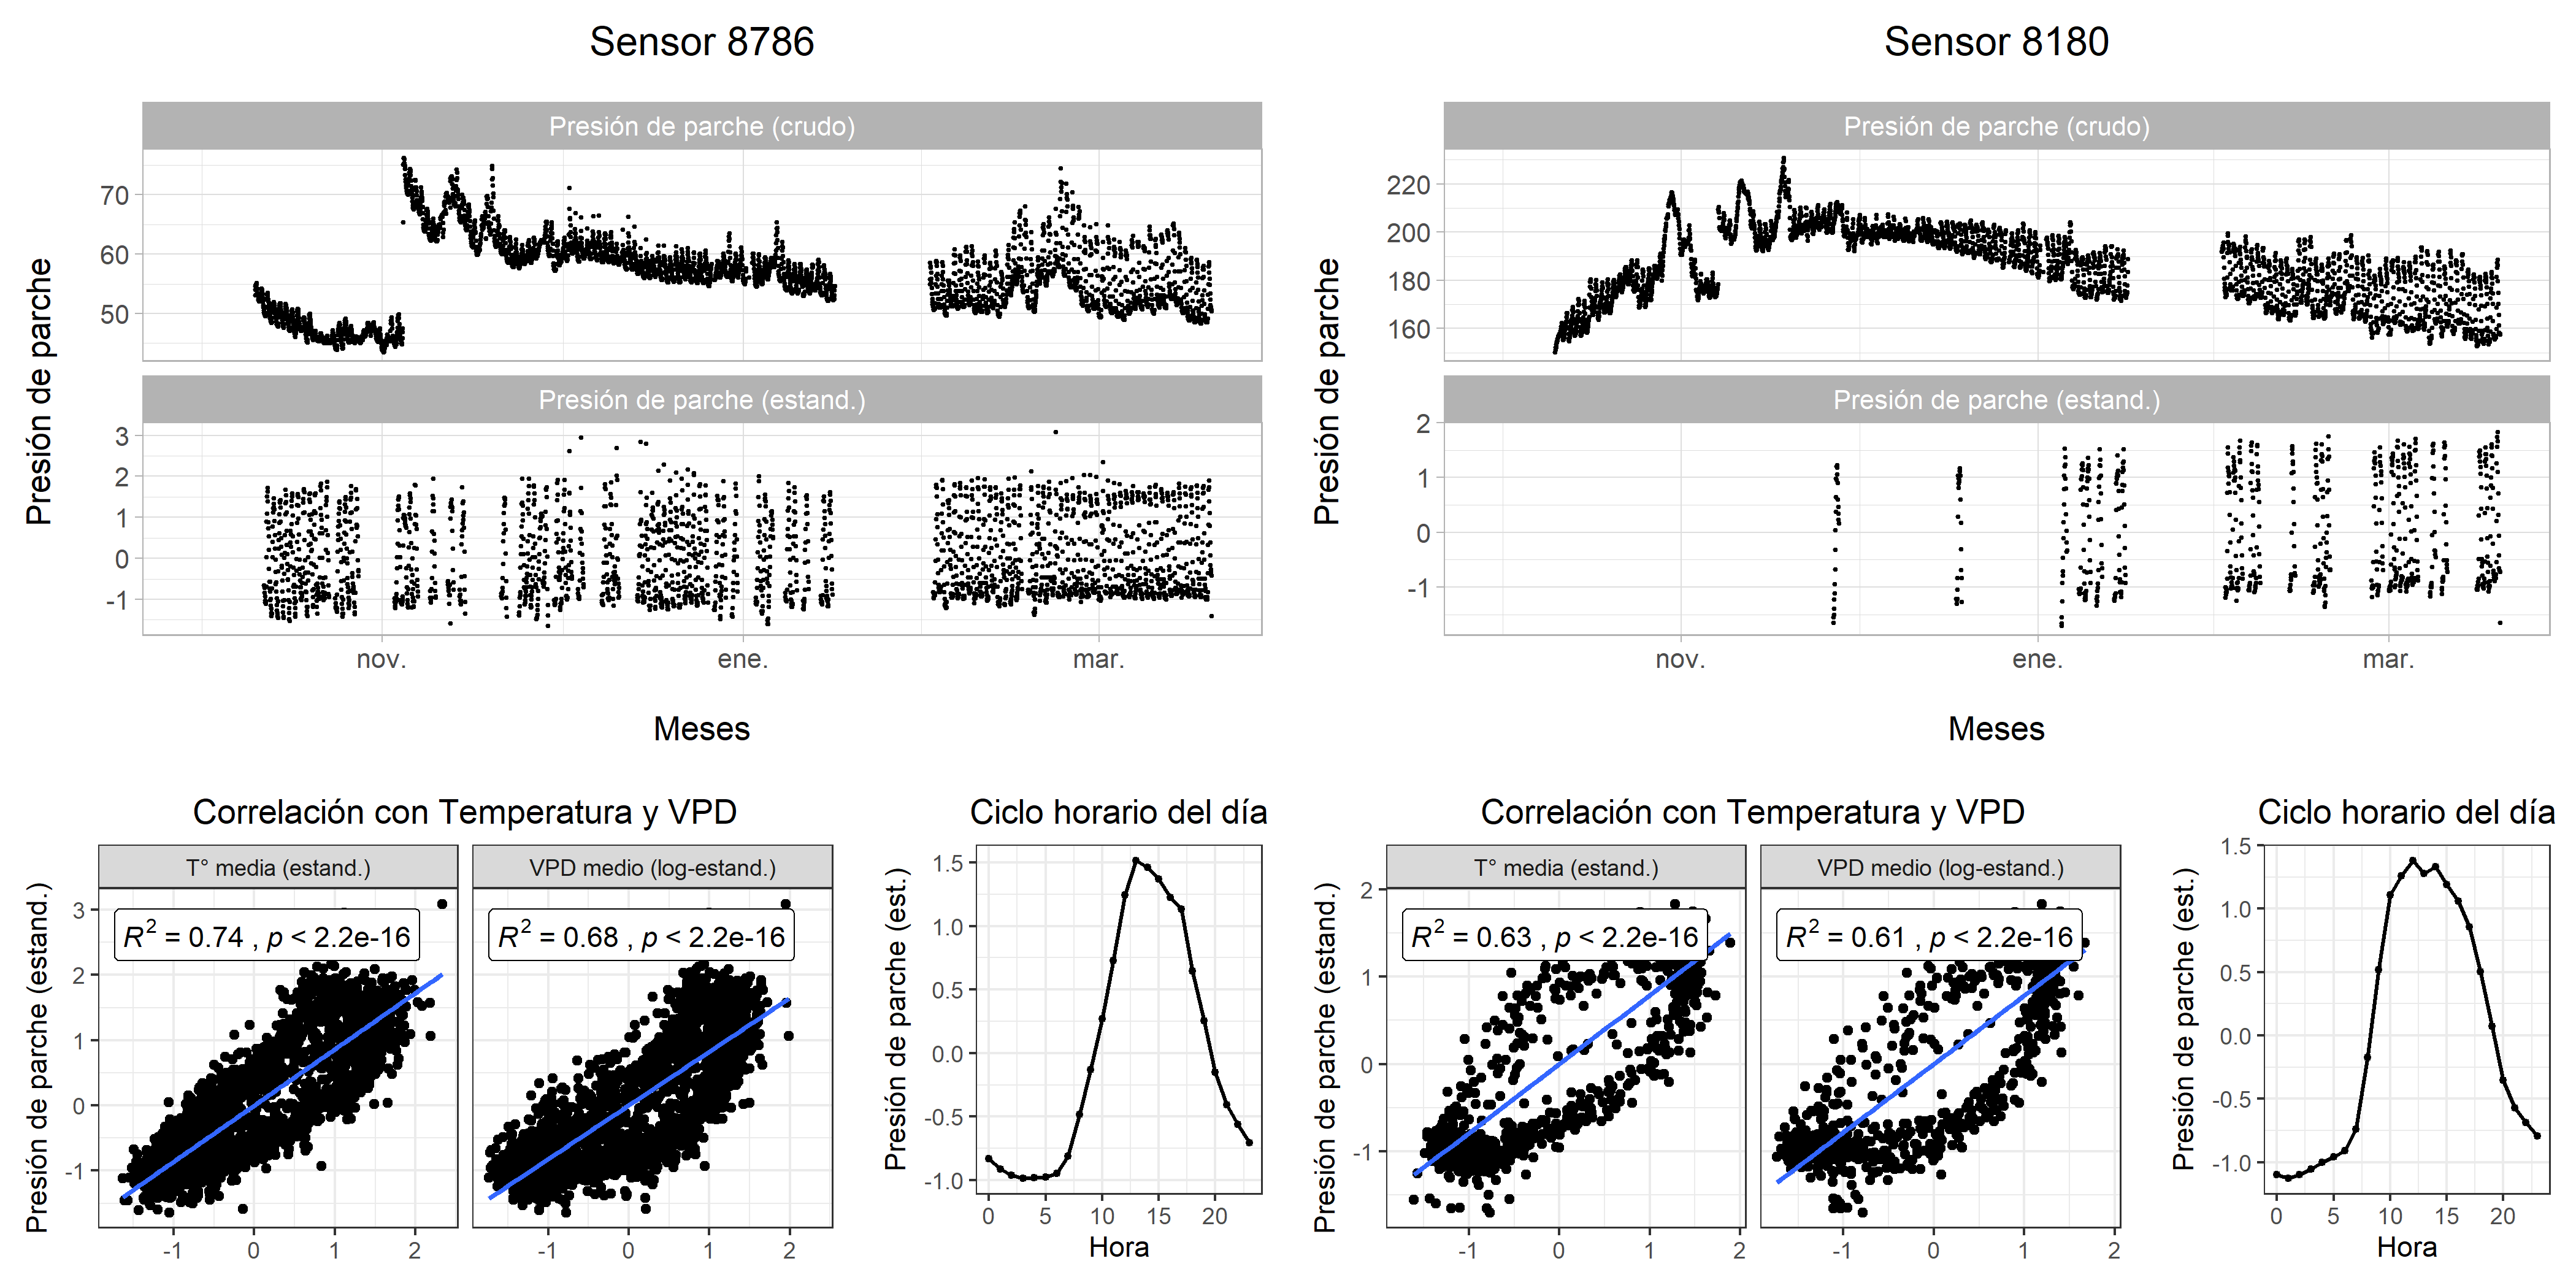 Sensor 8786
Presión de parche (crudo)
70
60
50
Presión de parche (estand.)
3
2
1
0
-1
Presión de parche
nov. ene. mar.
Meses
Correlación con Temperatura y VPD
T° media (estand.) VPD medio (log-estand.)
R² = 0.74 , p < 2.2e-16
R² = 0.68 , p < 2.2e-16
Presión de parche (estand.)
3
2
1
0
-1
-1 0 1 2
-1 0 1 2
Ciclo horario del día
Presión de parche (est.)
1.5
1.0
0.5
0.0
-0.5
-1.0
0 5 10 15 20
Hora
Sensor 8180
Presión de parche (crudo)
220
200
180
160
Presión de parche (estand.)
2
1
0
-1
Presión de parche
nov. ene. mar.
Meses
Correlación con Temperatura y VPD
T° media (estand.) VPD medio (log-estand.)
R² = 0.63 , p < 2.2e-16
R² = 0.61 , p < 2.2e-16
Presión de parche (estand.)
2
1
0
-1
-1 0 1 2
-1 0 1 2
Ciclo horario del día
Presión de parche (est.)
1.5
1.0
0.5
0.0
-0.5
-1.0
0 5 10 15 20
Hora